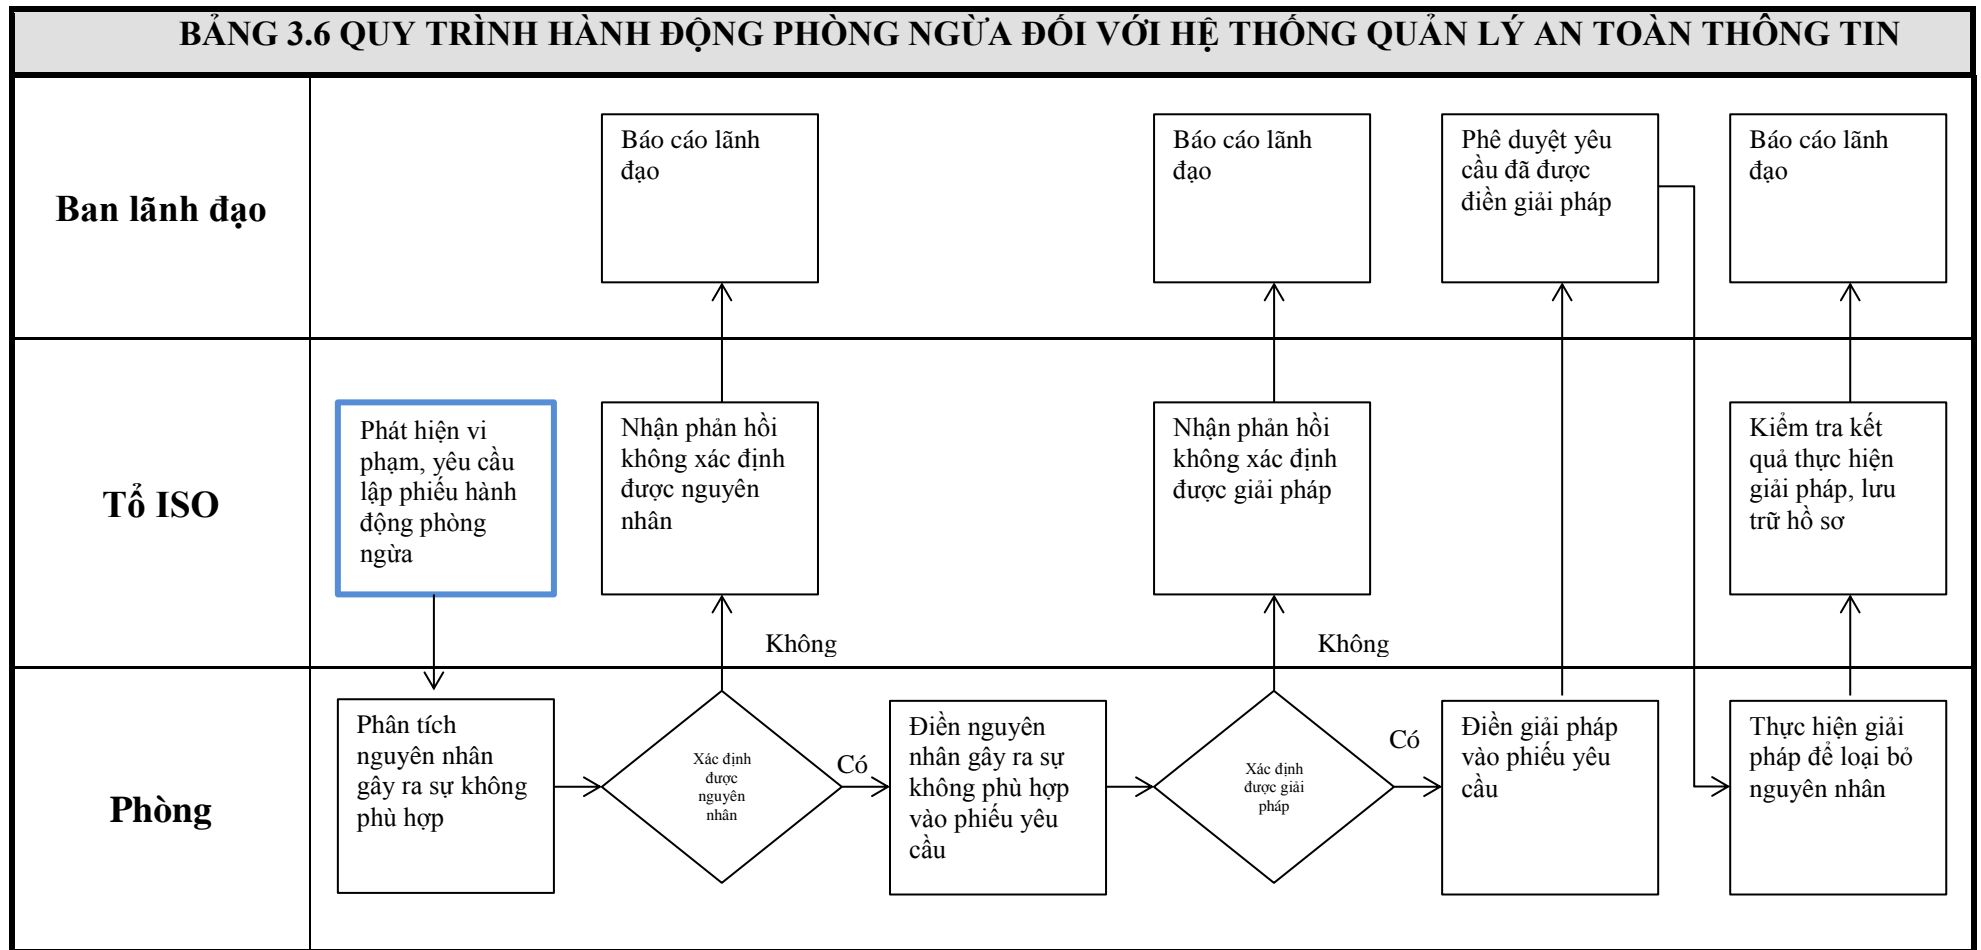 BẢNG 3.6 QUY TRÌNH HÀNH ĐỘNG PHÒNG NGỪA ĐỐI VỚI HỆ THỐNG QUẢN LÝ AN TOÀN THÔNG TIN
Ban lãnh đạo
Báo cáo lãnh
đạo
Báo cáo lãnh
đạo
Phê duyệt yêu
cầu đã được
điền giải pháp
Báo cáo lãnh
đạo
Tổ ISO
Phát hiện vi
phạm, yêu cầu
lập phiếu hành
động phòng
ngừa
Nhận phản hồi
không xác định
được nguyên
nhân
Nhận phản hồi
không xác định
được giải pháp
Kiểm tra kết
quả thực hiện
giải pháp, lưu
trữ hồ sơ
Không
Không
Phòng
Phân tích
nguyên nhân
gây ra sự không
phù hợp
Xác định
được
nguyên
nhân
Có
Điền nguyên
nhân gây ra sự
không phù hợp
vào phiếu yêu
cầu
Xác định
được giải
pháp
Có
Điền giải pháp
vào phiếu yêu
cầu
Thực hiện giải
pháp để loại bỏ
nguyên nhân